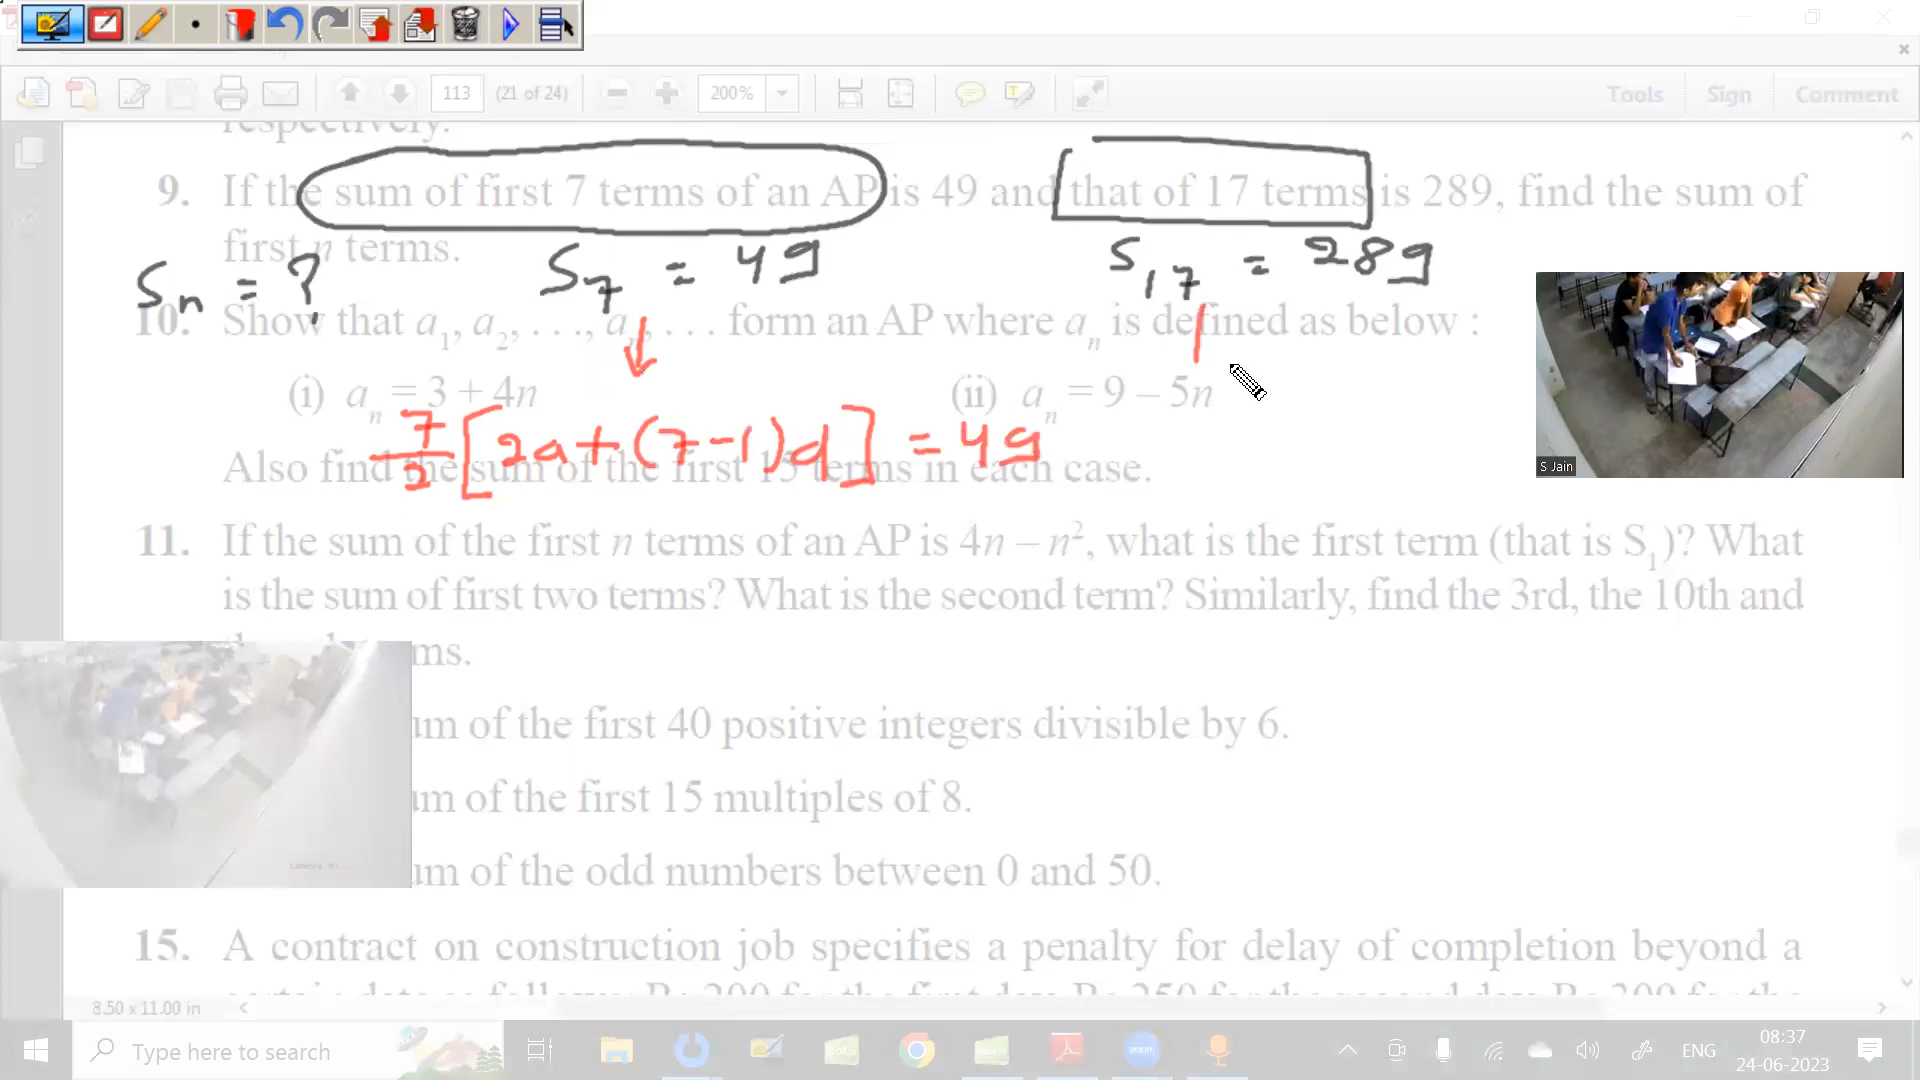 113 (21 of 24) 200% Tools Sign Comment
respectively.
9. If the sum of first 7 terms of an AP is 49 and that of 17 terms is 289, find the sum of
first n terms.
Sn = ? S7 = 49 S17 = 289
10. Show that a1, a2, . . ., an, . . . form an AP where an is defined as below :
(i) an = 3 + 4n (ii) an = 9 – 5n
7/2 [2a + (7-1)d] = 49
Also find the sum of the first 15 terms in each case.
S Jain
11. If the sum of the first n terms of an AP is 4n – n², what is the first term (that is S1)? What
is the sum of first two terms? What is the second term? Similarly, find the 3rd, the 10th and
ms.
um of the first 40 positive integers divisible by 6.
um of the first 15 multiples of 8.
um of the odd numbers between 0 and 50.
15. A contract on construction job specifies a penalty for delay of completion beyond a
8.50 x 11.00 in
Type here to search
zoom
ENG
08:37
24-06-2023